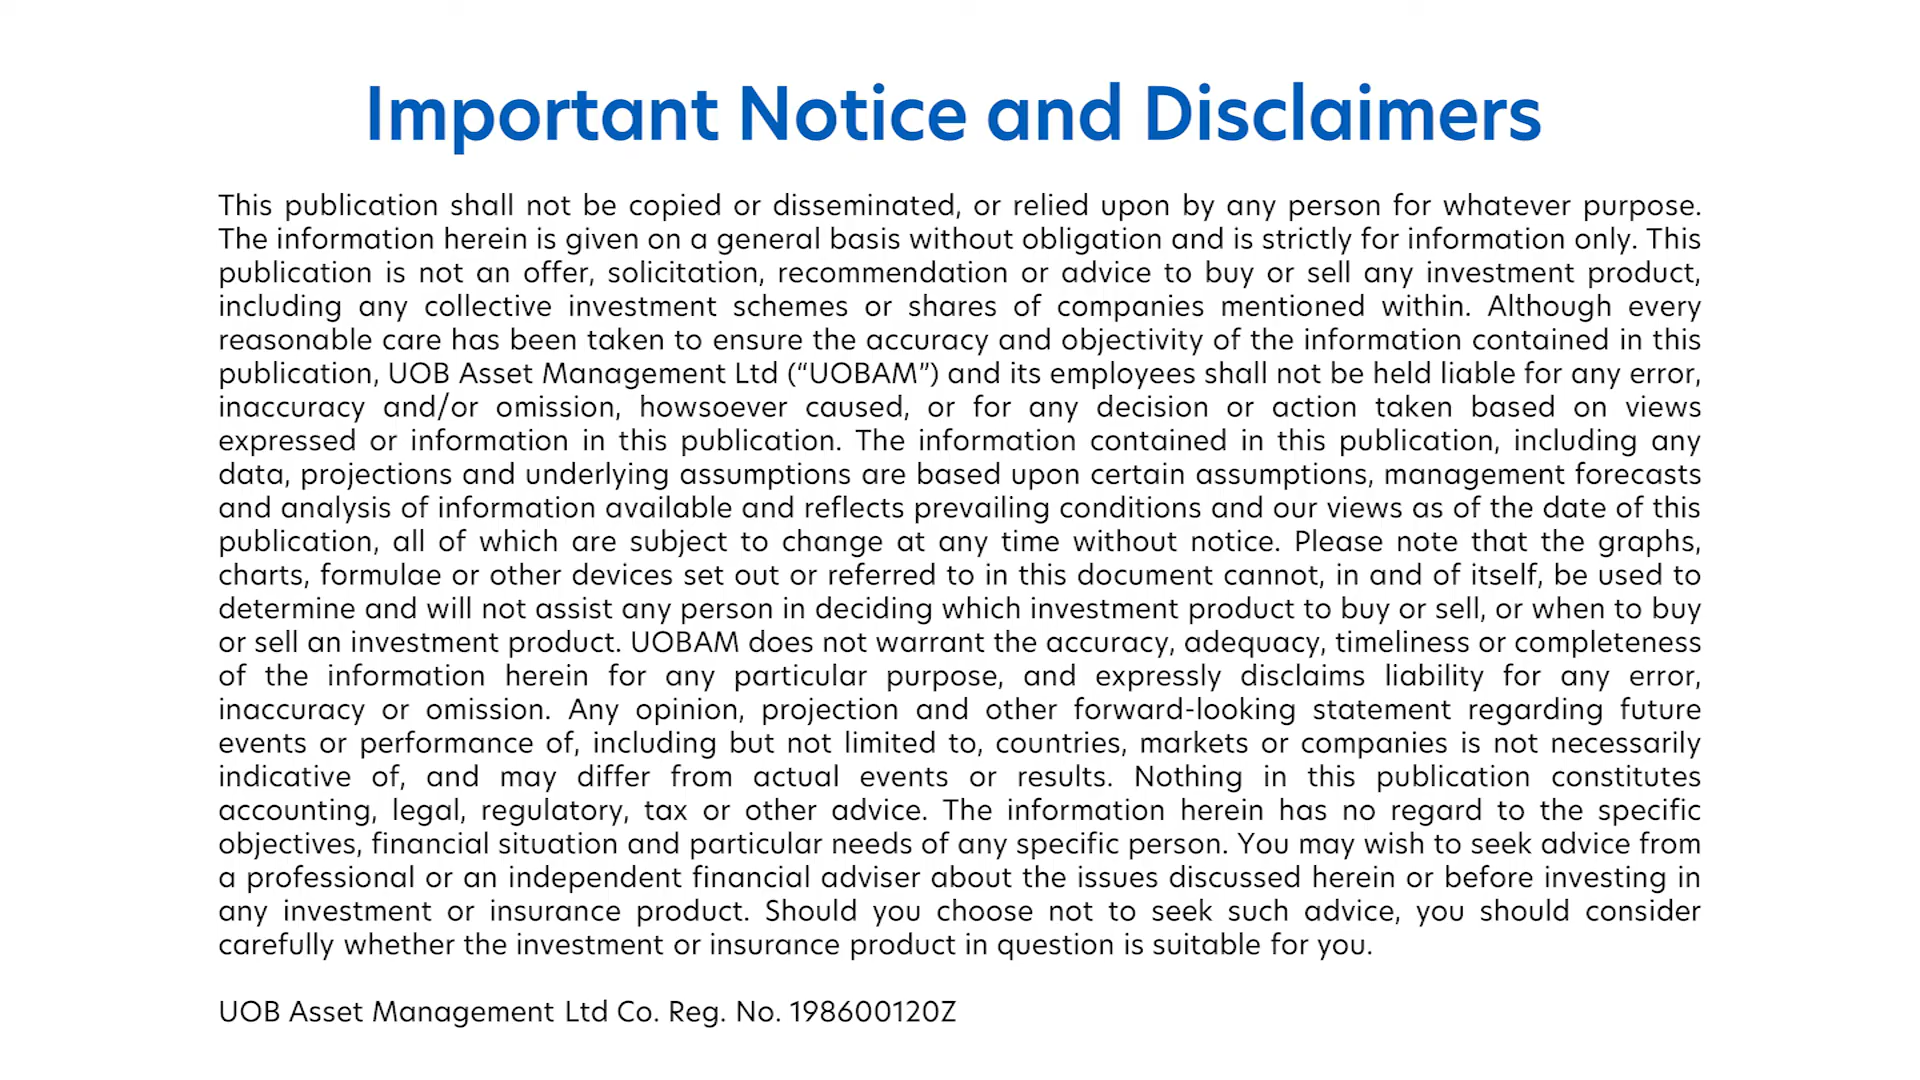 Important Notice and Disclaimers
This publication shall not be copied or disseminated, or relied upon by any person for whatever purpose.
The information herein is given on a general basis without obligation and is strictly for information only. This
publication is not an offer, solicitation, recommendation or advice to buy or sell any investment product,
including any collective investment schemes or shares of companies mentioned within. Although every
reasonable care has been taken to ensure the accuracy and objectivity of the information contained in this
publication, UOB Asset Management Ltd (“UOBAM”) and its employees shall not be held liable for any error,
inaccuracy and/or omission, howsoever caused, or for any decision or action taken based on views
expressed or information in this publication. The information contained in this publication, including any
data, projections and underlying assumptions are based upon certain assumptions, management forecasts
and analysis of information available and reflects prevailing conditions and our views as of the date of this
publication, all of which are subject to change at any time without notice. Please note that the graphs,
charts, formulae or other devices set out or referred to in this document cannot, in and of itself, be used to
determine and will not assist any person in deciding which investment product to buy or sell, or when to buy
or sell an investment product. UOBAM does not warrant the accuracy, adequacy, timeliness or completeness
of the information herein for any particular purpose, and expressly disclaims liability for any error,
inaccuracy or omission. Any opinion, projection and other forward-looking statement regarding future
events or performance of, including but not limited to, countries, markets or companies is not necessarily
indicative of, and may differ from actual events or results. Nothing in this publication constitutes
accounting, legal, regulatory, tax or other advice. The information herein has no regard to the specific
objectives, financial situation and particular needs of any specific person. You may wish to seek advice from
a professional or an independent financial adviser about the issues discussed herein or before investing in
any investment or insurance product. Should you choose not to seek such advice, you should consider
carefully whether the investment or insurance product in question is suitable for you.
UOB Asset Management Ltd Co. Reg. No. 198600120Z